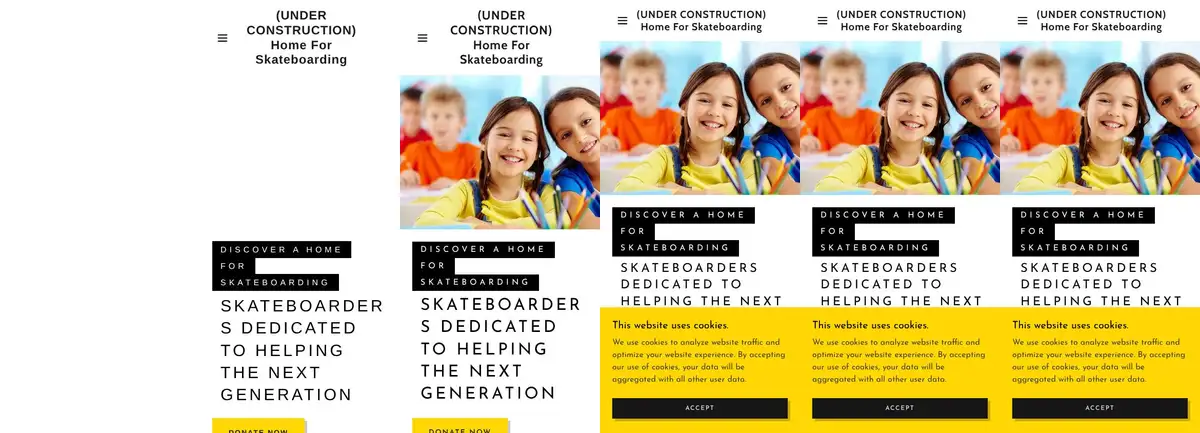 (UNDER
CONSTRUCTION)
Home For
Skateboarding
DISCOVER A HOME
FOR
SKATEBOARDING
SKATEBOARDER
S DEDICATED
TO HELPING
THE NEXT
GENERATION
DONATE NOW
(UNDER
CONSTRUCTION)
Home For
Skateboarding
DISCOVER A HOME
FOR
SKATEBOARDING
SKATEBOARDER
S DEDICATED
TO HELPING
THE NEXT
GENERATION
DONATE NOW
(UNDER CONSTRUCTION)
Home For Skateboarding
DISCOVER A HOME
FOR
SKATEBOARDING
SKATEBOARDERS
DEDICATED TO
HELPING THE NEXT
This website uses cookies.
We use cookies to analyze website traffic and
optimize your website experience. By accepting
our use of cookies, your data will be
aggregated with all other user data.
ACCEPT
(UNDER CONSTRUCTION)
Home For Skateboarding
DISCOVER A HOME
FOR
SKATEBOARDING
SKATEBOARDERS
DEDICATED TO
HELPING THE NEXT
This website uses cookies.
We use cookies to analyze website traffic and
optimize your website experience. By accepting
our use of cookies, your data will be
aggregated with all other user data.
ACCEPT
(UNDER CONSTRUCTION)
Home For Skateboarding
DISCOVER A HOME
FOR
SKATEBOARDING
SKATEBOARDERS
DEDICATED TO
HELPING THE NEXT
This website uses cookies.
We use cookies to analyze website traffic and
optimize your website experience. By accepting
our use of cookies, your data will be
aggregated with all other user data.
ACCEPT